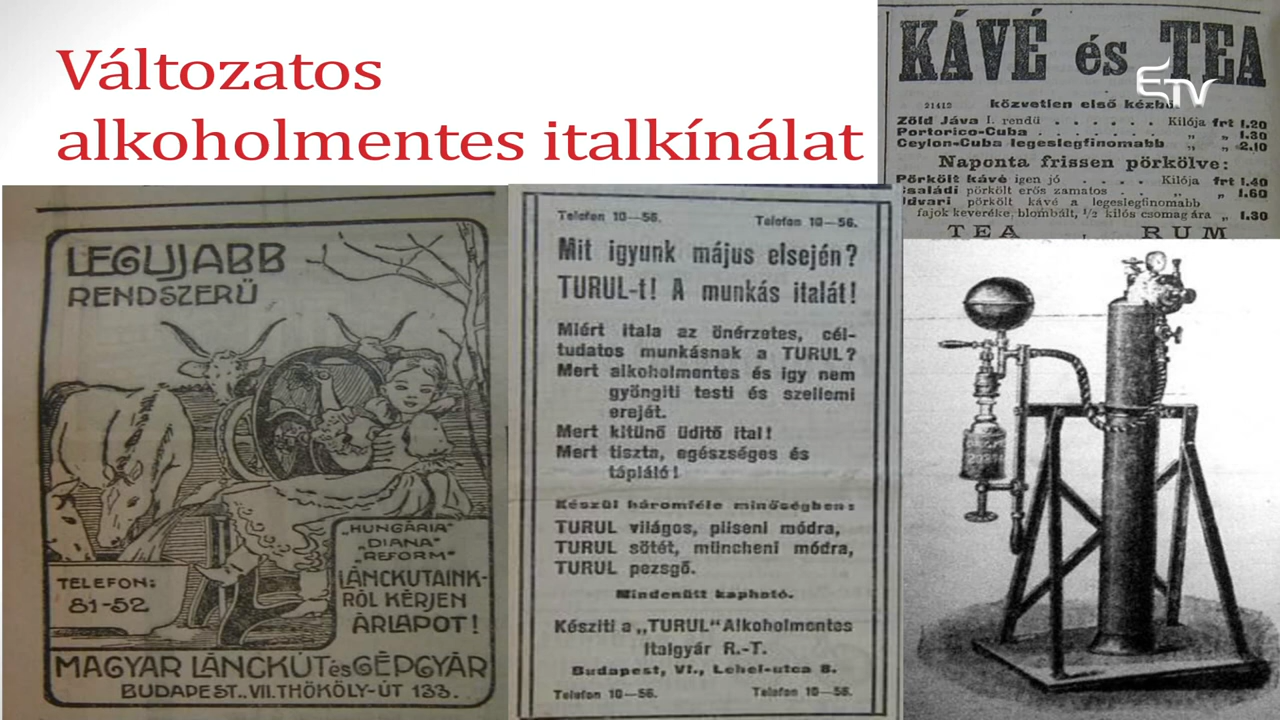 Változatos
alkoholmentes italkínálat
KÁVÉ és TEA
ETV
21412 közvetlen első kézbő
Zöld Jáva I. rendű . . . . . Kilója frt 1.20
Portorico-Cuba . . . . . . . „ „ 1.30
Ceylon-Cuba legeslegfinomabb „ „ 2.10
Naponta frissen pörkölve:
Pörkölt kávé igen jó . . . . Kilója frt 1.40
saládi pörkölt erős zamatos . . . „ „ 1.60
dvari pörkölt kávé a legeslegfinomabb
fajok keveréke, blombált, ½ kilós csomag ára „ 1.30
TEA RUM
LEGUJABB
RENDSZERŰ
„HUNGÁRIA”
„DIANA”
„REFORM”
LÁNCKUTAINK-
RÓL KÉRJEN
ÁRLAPOT!
TELEFON:
81-52
MAGYAR LÁNCKÚT és GÉPGYÁR
BUDAPEST., VII. THÖKÖLY-ÚT 133.
Telefon 10—56. Telefon 10—56.
Mit igyunk május elsején?
TURUL-t! A munkás italát!
Miért itala az önérzetes, cél-
tudatos munkásnak a TURUL?
Mert alkoholmentes és igy nem
gyöngiti testi és szellemi
erejét.
Mert kitünő üditő ital!
Mert tiszta, egészséges és
tápláló!
Készül háromféle minőségben:
TURUL világos, pilseni módra,
TURUL sötét, müncheni módra,
TURUL pezsgő.
Mindenütt kapható.
Késziti a „TURUL“ Alkoholmentes
Italgyár R.-T.
Budapest, VI., Lehel-utca 8.
Telefon 10—56. Telefon 10—56.